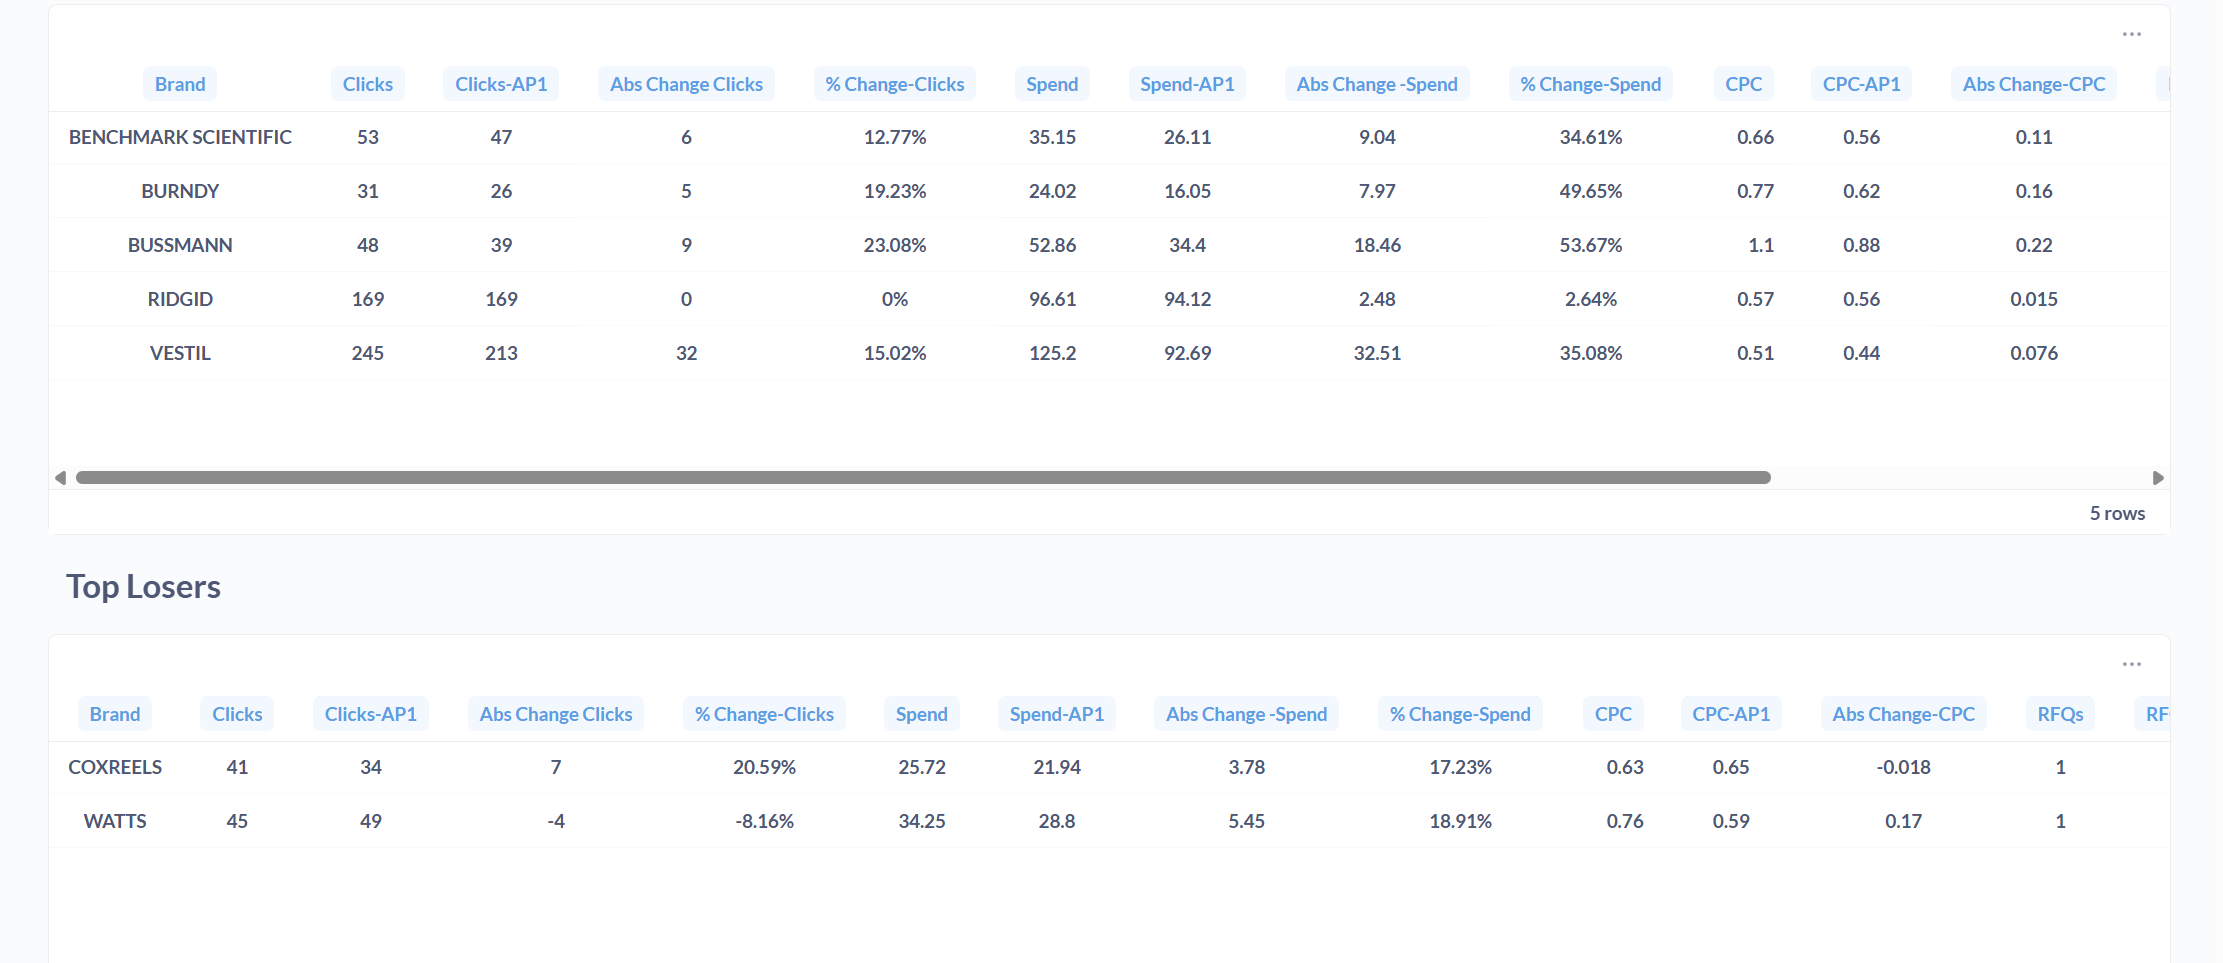 Brand Clicks Clicks-AP1 Abs Change Clicks % Change-Clicks Spend Spend-AP1 Abs Change -Spend % Change-Spend CPC CPC-AP1 Abs Change-CPC
BENCHMARK SCIENTIFIC 53 47 6 12.77% 35.15 26.11 9.04 34.61% 0.66 0.56 0.11
BURNDY 31 26 5 19.23% 24.02 16.05 7.97 49.65% 0.77 0.62 0.16
BUSSMANN 48 39 9 23.08% 52.86 34.4 18.46 53.67% 1.1 0.88 0.22
RIDGID 169 169 0 0% 96.61 94.12 2.48 2.64% 0.57 0.56 0.015
VESTIL 245 213 32 15.02% 125.2 92.69 32.51 35.08% 0.51 0.44 0.076
5 rows
Top Losers
Brand Clicks Clicks-AP1 Abs Change Clicks % Change-Clicks Spend Spend-AP1 Abs Change -Spend % Change-Spend CPC CPC-AP1 Abs Change-CPC RFQs
COXREELS 41 34 7 20.59% 25.72 21.94 3.78 17.23% 0.63 0.65 -0.018 1
WATTS 45 49 -4 -8.16% 34.25 28.8 5.45 18.91% 0.76 0.59 0.17 1